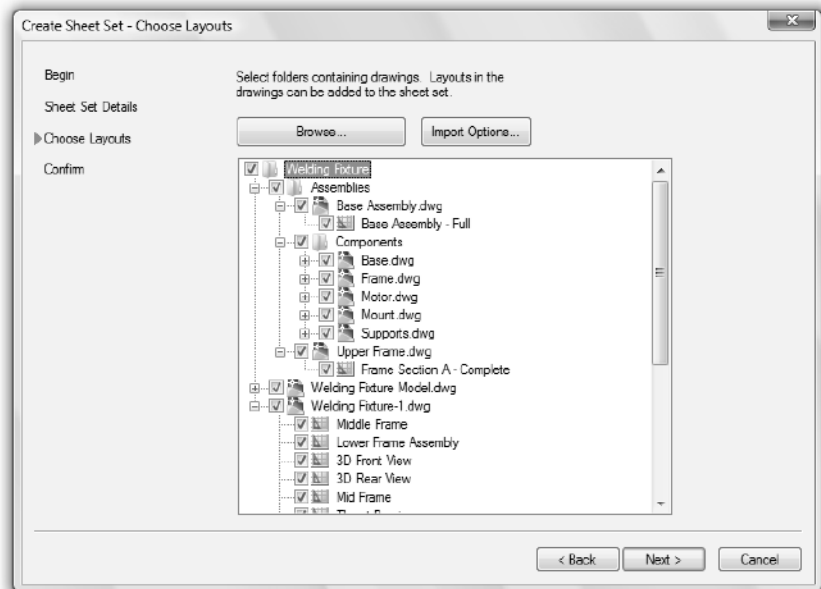 Create Sheet Set - Choose Layouts
Begin
Sheet Set Details
Choose Layouts
Confirm
Select folders containing drawings. Layouts in the
drawings can be added to the sheet set.
Browse...
Import Options...
Welding Fixture
Assemblies
Base Assembly.dwg
Base Assembly - Full
Components
Base.dwg
Frame.dwg
Motor.dwg
Mount.dwg
Supports.dwg
Upper Frame.dwg
Frame Section A - Complete
Welding Fixture Model.dwg
Welding Fixture-1.dwg
Middle Frame
Lower Frame Assembly
3D Front View
3D Rear View
Mid Frame
< Back
Next >
Cancel